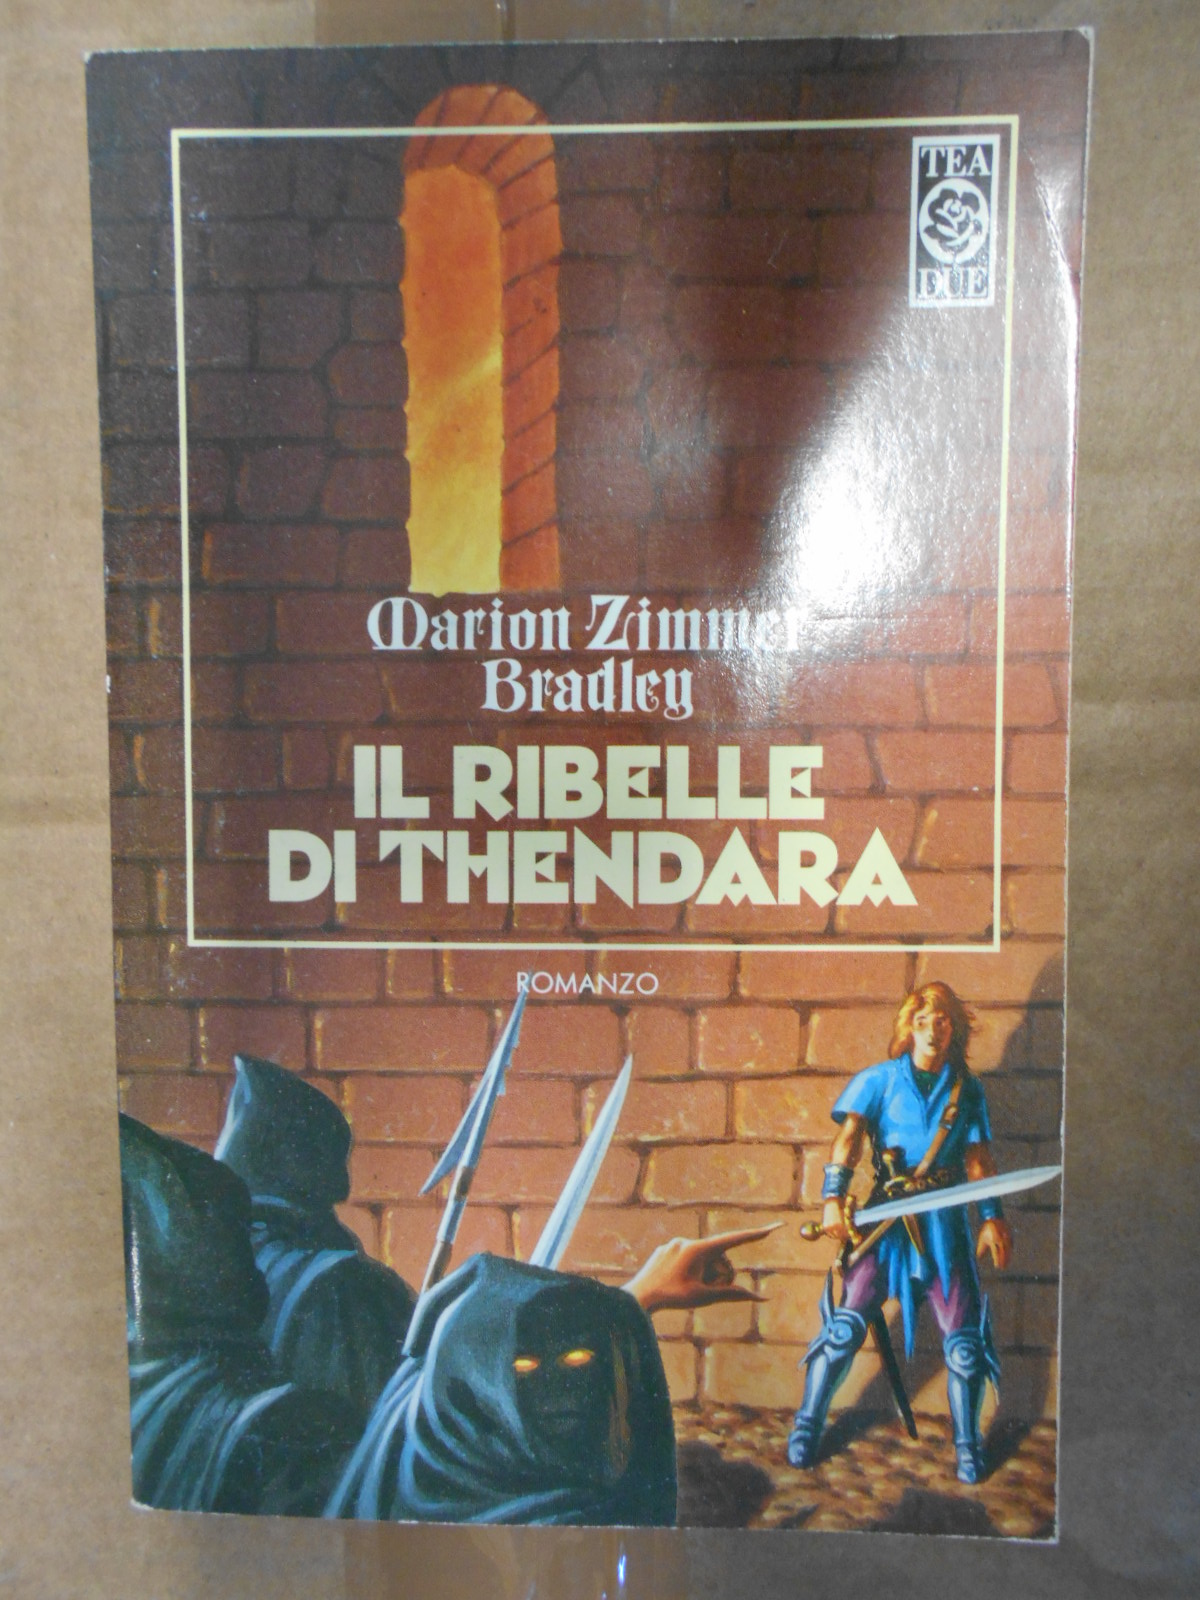 TEA
DUE
Marion Zimmer
Bradley
IL RIBELLE
DI THENDARA
ROMANZO